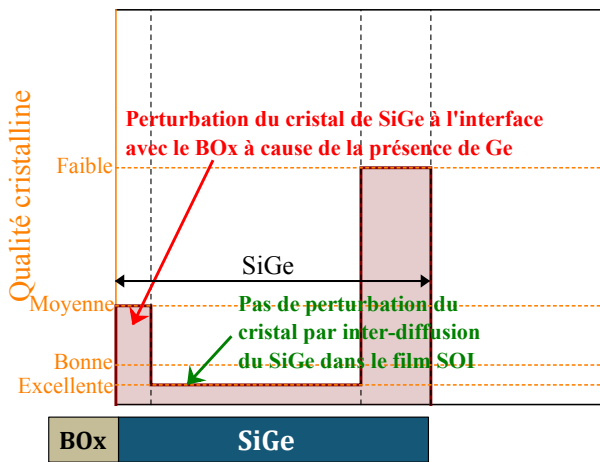 Qualité cristalline
Perturbation du cristal de SiGe à l'interface
avec le BOx à cause de la présence de Ge
Faible
SiGe
Moyenne
Pas de perturbation du
cristal par inter-diffusion
du SiGe dans le film SOI
Bonne
Excellente
BOx
SiGe